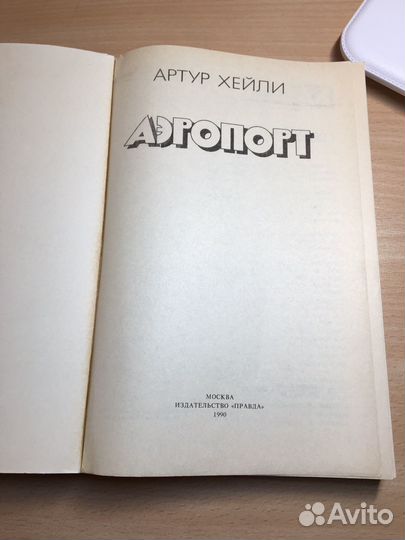 АРТУР ХЕЙЛИ
АЭРОПОРТ
МОСКВА
ИЗДАТЕЛЬСТВО «ПРАВДА»
1990
Avito